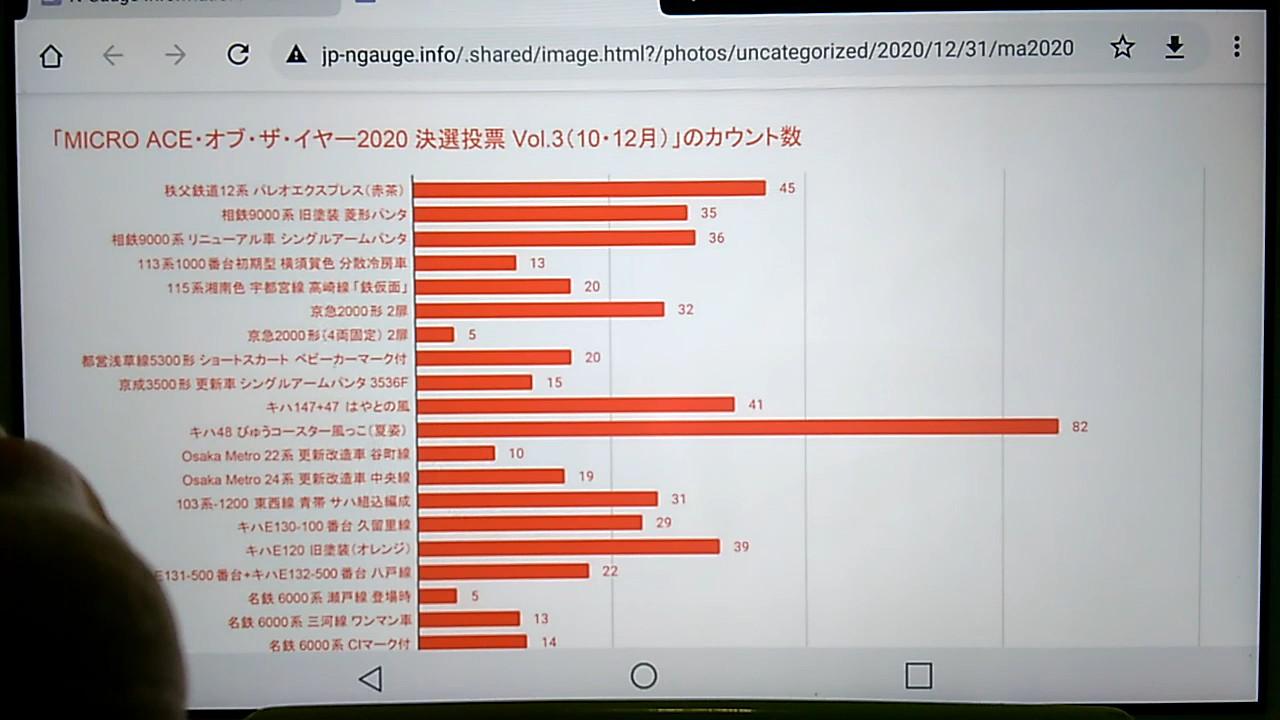 jp-ngauge.info/.shared/image.html?/photos/uncategorized/2020/12/31/ma2020
「MICRO ACE・オブ・ザ・イヤー2020 決選投票 Vol.3(10・12月)」のカウント数
秩父鉄道12系 パレオエクスプレス(赤茶) 45
相鉄9000系 旧塗装 菱形パンタ 35
相鉄9000系 リニューアル車 シングルアームパンタ 36
113系1000番台初期型 横須賀色 分散冷房車 13
115系湘南色 宇都宮線 高崎線「鉄仮面」 20
京急2000形 2扉 32
京急2000形(4両固定) 2扉 5
都営浅草線5300形 ショートスカート ベビーカーマーク付 20
京成3500形 更新車 シングルアームパンタ 3536F 15
キハ147+47 はやとの風 41
キハ48 びゅうコースター風っこ(夏姿) 82
Osaka Metro 22系 更新改造車 谷町線 10
Osaka Metro 24系 更新改造車 中央線 19
103系-1200 東西線 青帯 サハ組込編成 31
キハE130-100番台 久留里線 29
キハE120 旧塗装(オレンジ) 39
E131-500番台+キハE132-500番台 八戸線 22
名鉄 6000系 瀬戸線 登場時 5
名鉄 6000系 三河線 ワンマン車 13
名鉄 6000系 CIマーク付 14